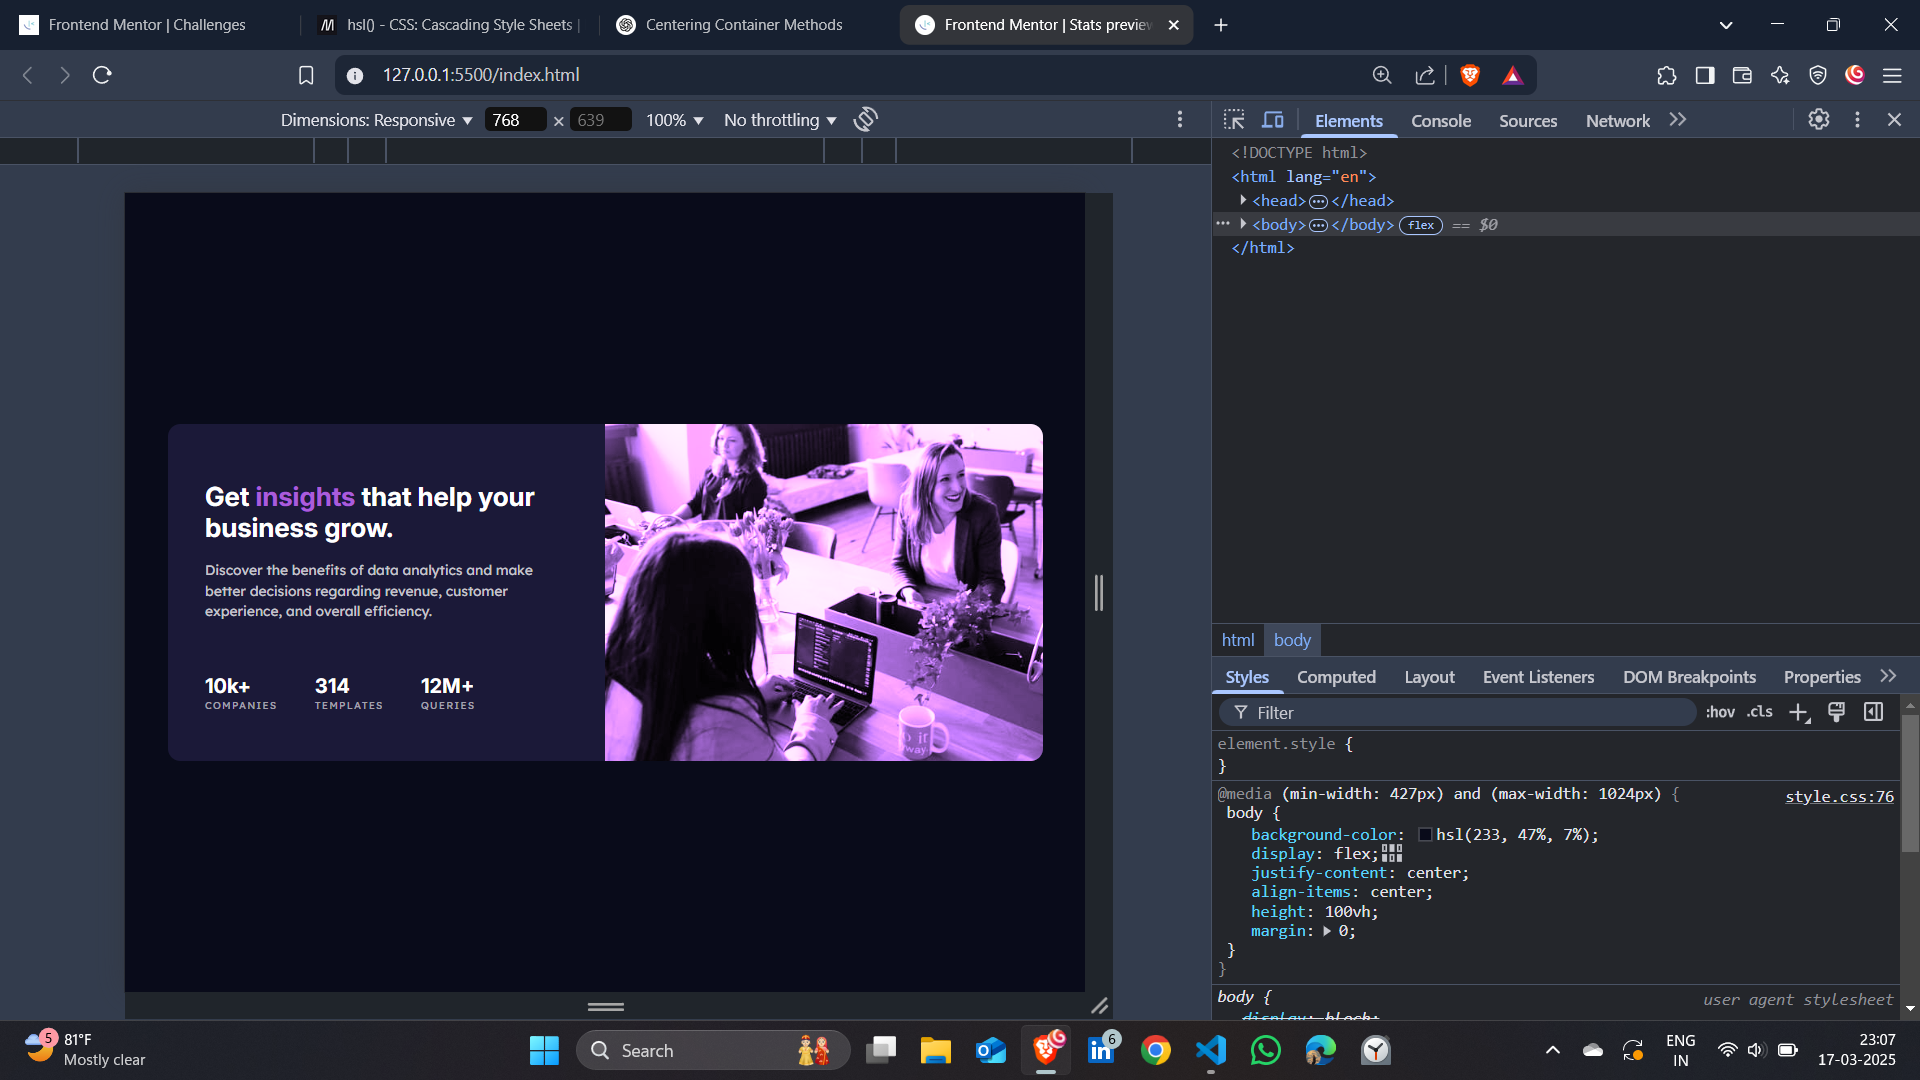 Frontend Mentor | Challenges
hsl() - CSS: Cascading Style Sheets |
Centering Container Methods
Frontend Mentor | Stats preview
127.0.0.1:5500/index.html
Dimensions: Responsive 768 × 639 100% No throttling
Elements Console Sources Network
<!DOCTYPE html>
<html lang="en">
<head> </head>
<body> </body> flex == $0
</html>
Get insights that help your
business grow.
Discover the benefits of data analytics and make
better decisions regarding revenue, customer
experience, and overall efficiency.
10k+ 314 12M+
COMPANIES TEMPLATES QUERIES
html body
Styles Computed Layout Event Listeners DOM Breakpoints Properties
Filter :hov .cls
element.style {
}
@media (min-width: 427px) and (max-width: 1024px) { style.css:76
body {
background-color: hsl(233, 47%, 7%);
display: flex;
justify-content: center;
align-items: center;
height: 100vh;
margin: 0;
}
}
body { user agent stylesheet
display: block;
5 81°F
Mostly clear
Search
6
ENG
IN
23:07
17-03-2025